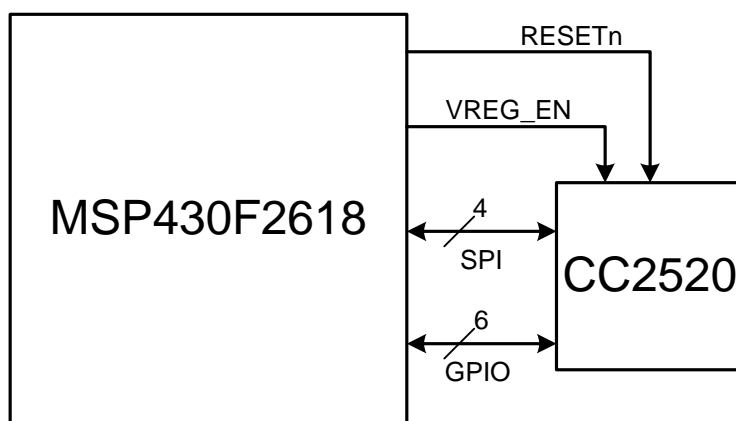 RESETn
VREG_EN
MSP430F2618
4
SPI
CC2520
6
GPIO